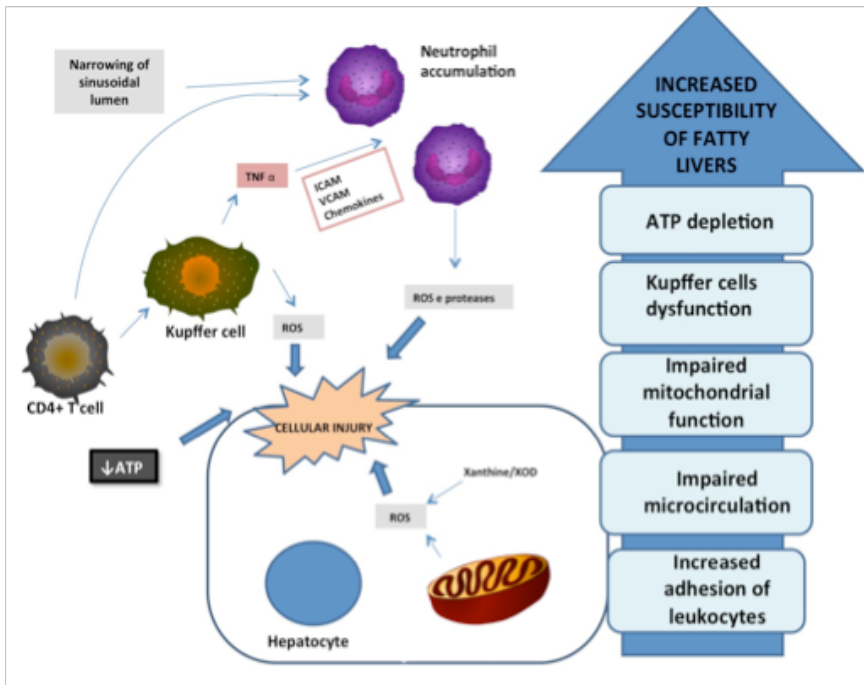 Narrowing of
sinusoidal
lumen
Neutrophil
accumulation
TNF α
ICAM
VCAM
Chemokines
Kupffer cell
ROS
ROS e proteases
CD4+ T cell
CELLULAR INJURY
↓ATP
Xanthine/XOD
ROS
Hepatocyte
INCREASED
SUSCEPTIBILITY
OF FATTY
LIVERS
ATP depletion
Kupffer cells
dysfunction
Impaired
mitochondrial
function
Impaired
microcirculation
Increased
adhesion of
leukocytes